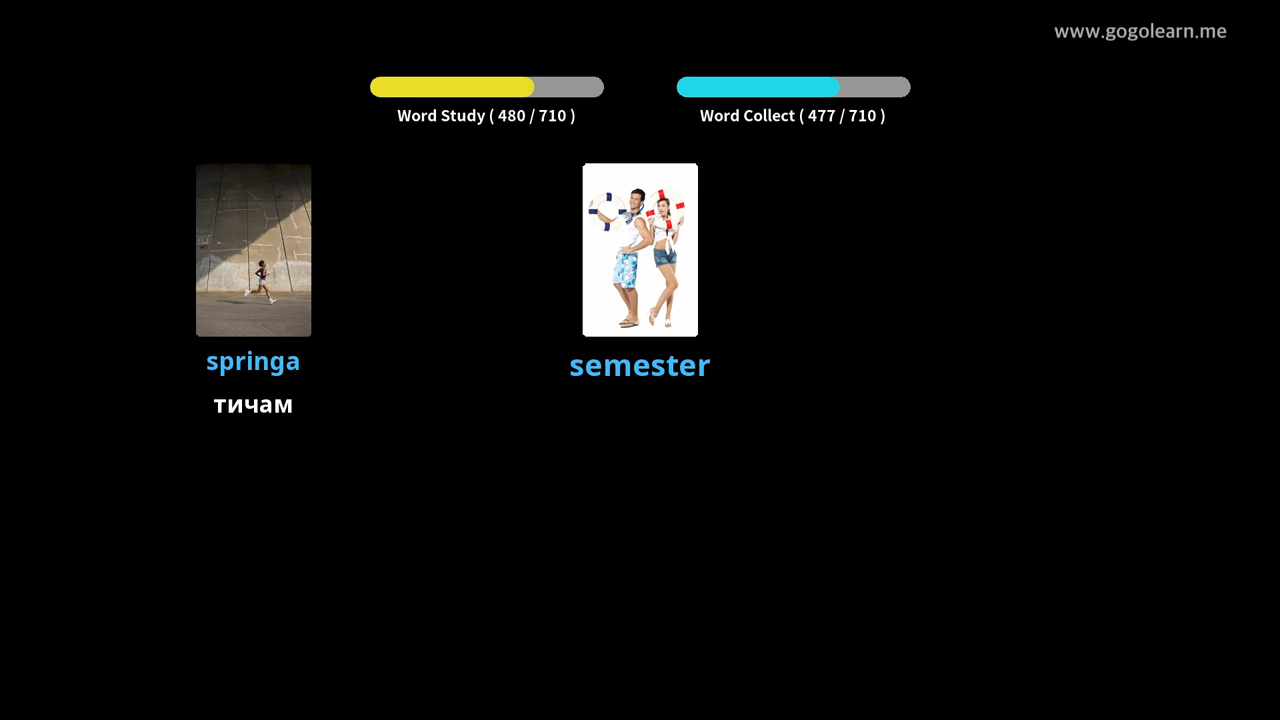 www.gogolearn.me
Word Study ( 480 / 710 )
Word Collect ( 477 / 710 )
springa
тичам
semester